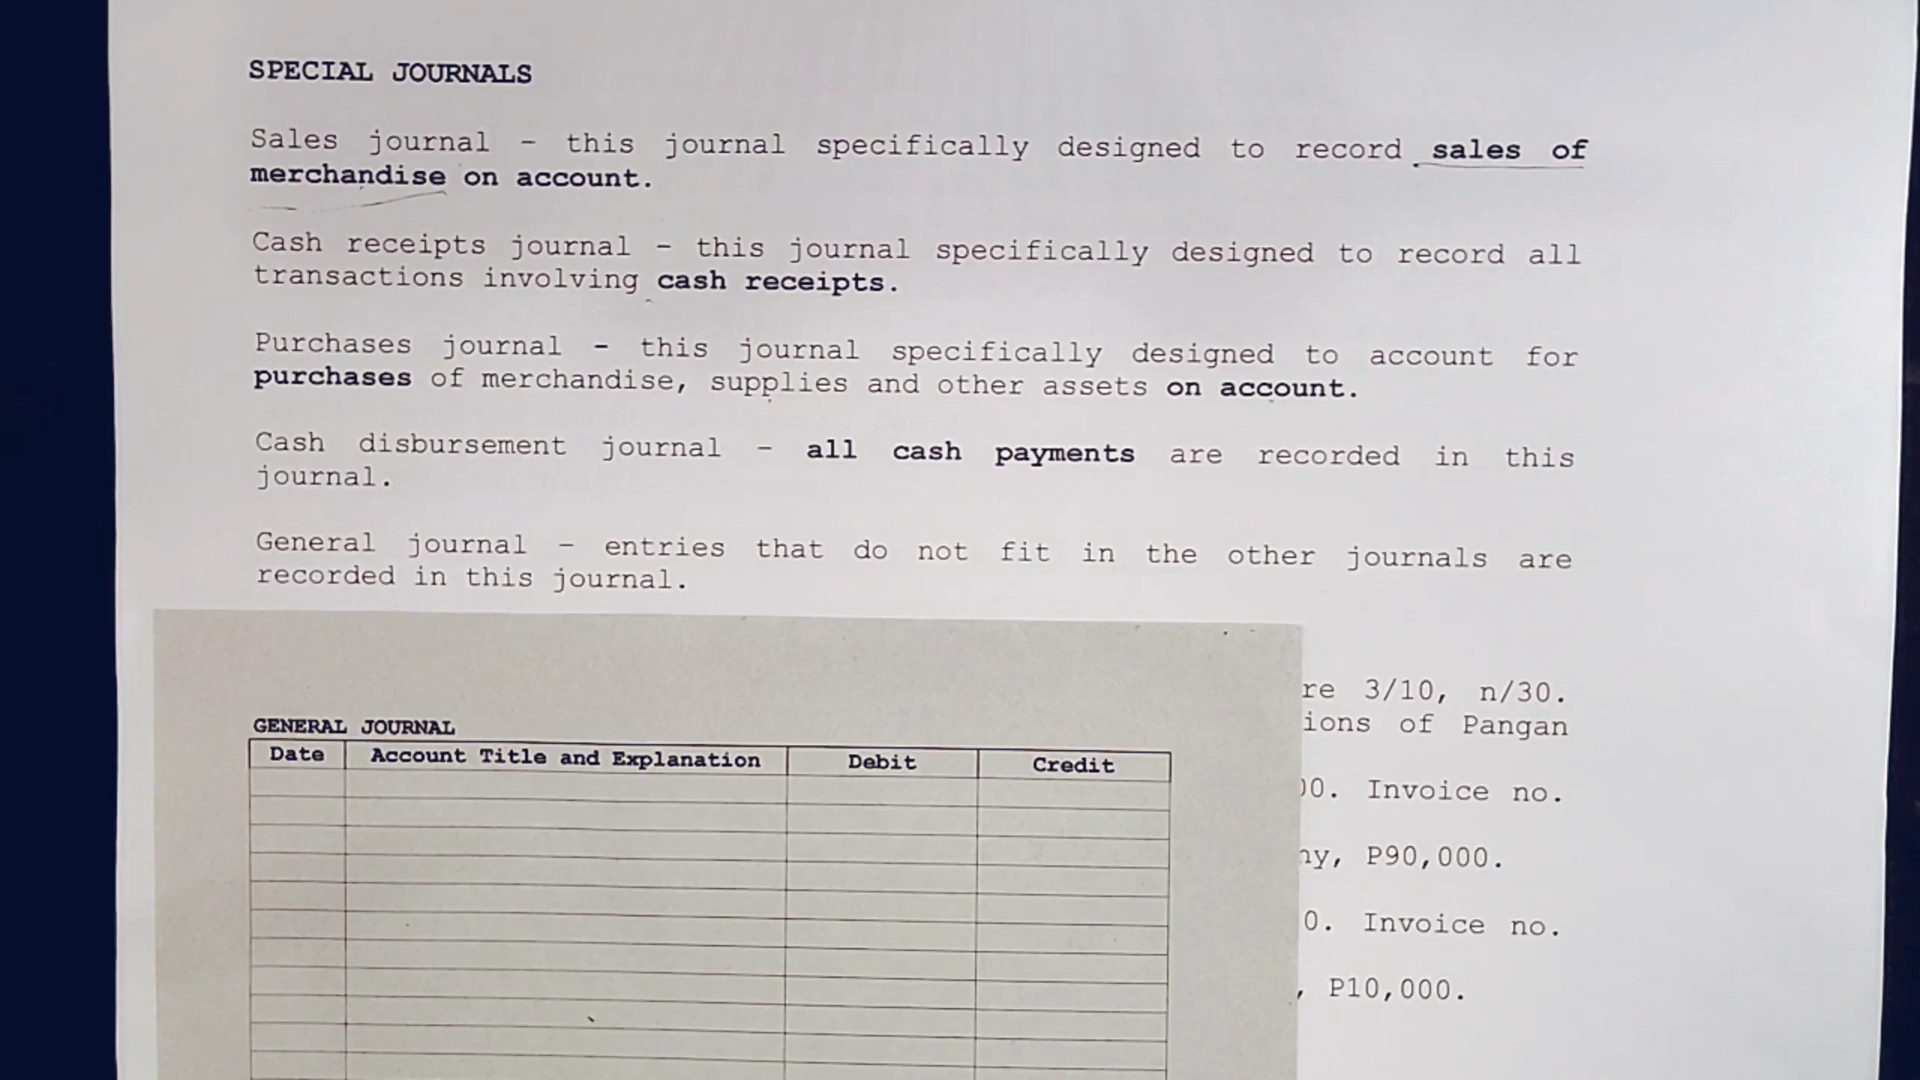 SPECIAL JOURNALS
Sales journal - this journal specifically designed to record sales of
merchandise on account.
Cash receipts journal - this journal specifically designed to record all
transactions involving cash receipts.
Purchases journal - this journal specifically designed to account for
purchases of merchandise, supplies and other assets on account.
Cash disbursement journal - all cash payments are recorded in this
journal.
General journal - entries that do not fit in the other journals are
recorded in this journal.
3/10, n/30.
of Pangan
Invoice no.
P90,000.
Invoice no.
, P10,000.
GENERAL JOURNAL
Date Account Title and Explanation Debit Credit